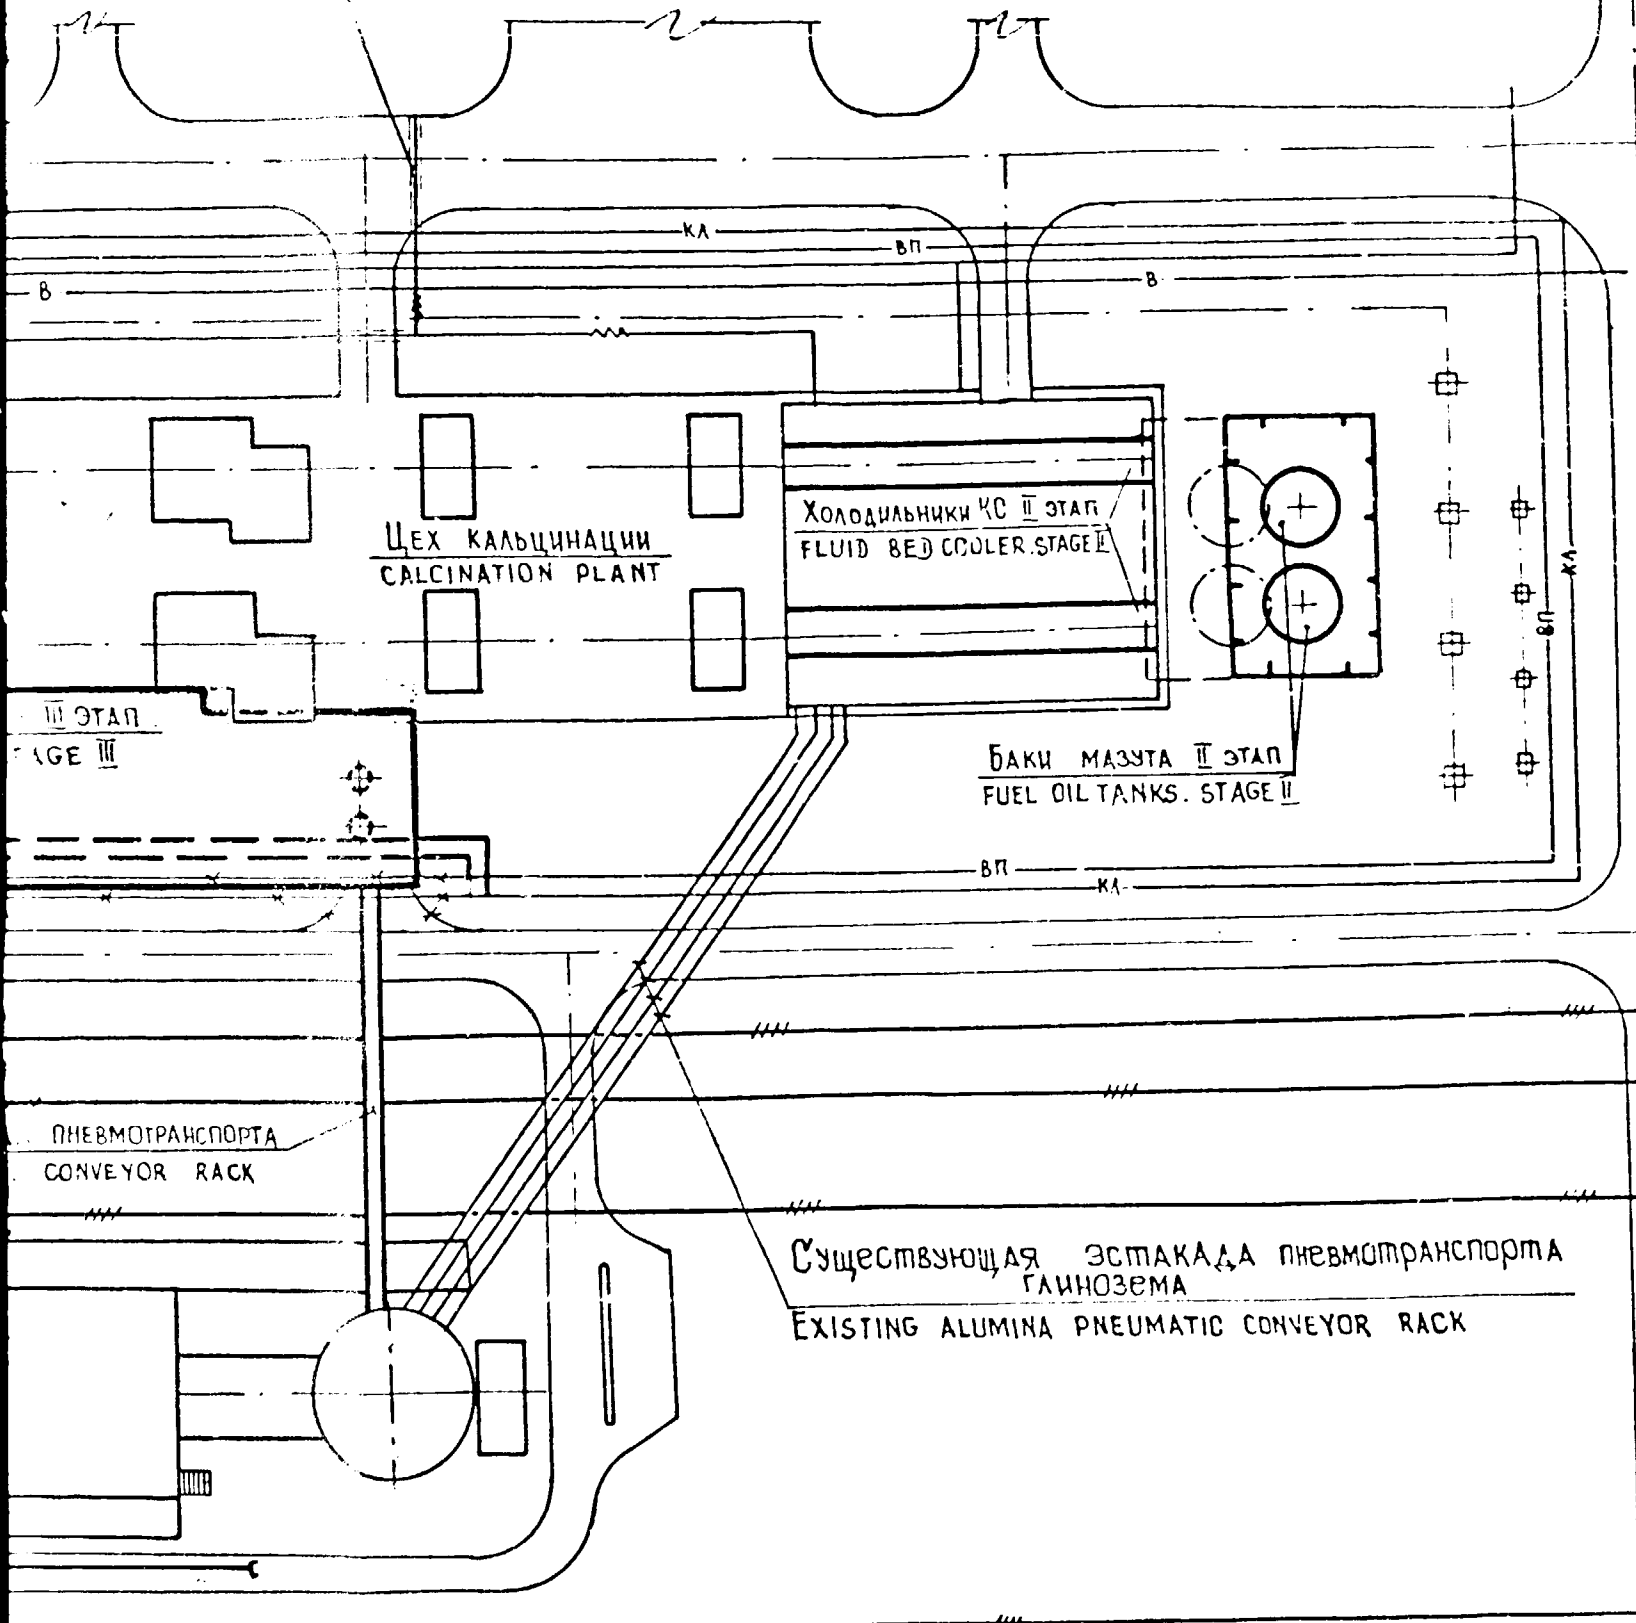 КЛ
ВП
В
В
Холодильники КС II этап
FLUID BED COOLER. STAGE II
Цех кальцинации
CALCINATION PLANT
КЛ
ВП
III этап
STAGE III
Баки мазута II этап
FUEL OIL TANKS. STAGE II
ВП
КЛ
пневмотранспорта
CONVEYOR RACK
Существующая эстакада пневмотранспорта
глинозема
EXISTING ALUMINA PNEUMATIC CONVEYOR RACK